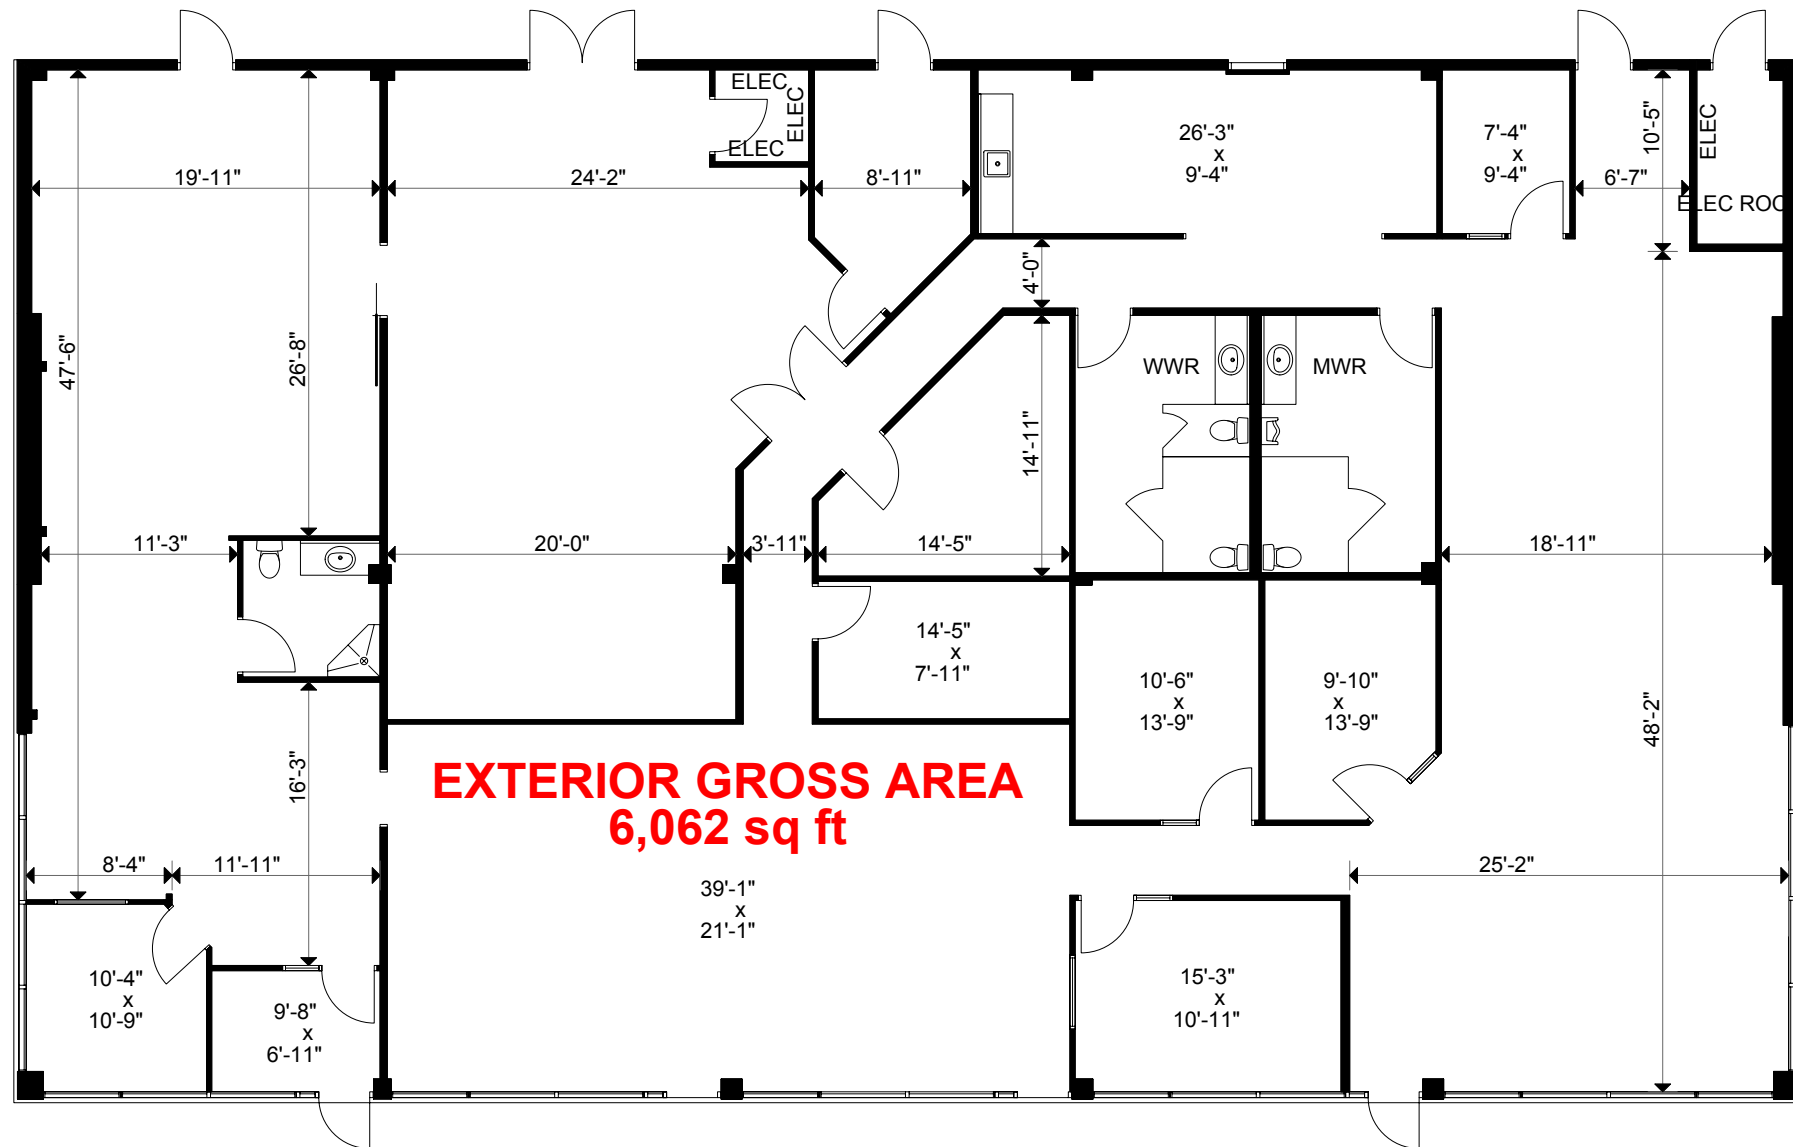 ELEC
ELEC
ELEC
26'-3"
x
9'-4"
7'-4"
x
9'-4"
10'-5"
ELEC
19'-11"
24'-2"
8'-11"
6'-7"
ELEC ROO
4'-0"
47'-6"
26'-8"
WWR
MWR
14'-11"
11'-3"
20'-0"
3'-11"
14'-5"
18'-11"
14'-5"
x
7'-11"
10'-6"
x
13'-9"
9'-10"
x
13'-9"
48'-2"
16'-3"
EXTERIOR GROSS AREA
6,062 sq ft
8'-4"
11'-11"
25'-2"
39'-1"
x
21'-1"
10'-4"
x
10'-9"
9'-8"
x
6'-11"
15'-3"
x
10'-11"